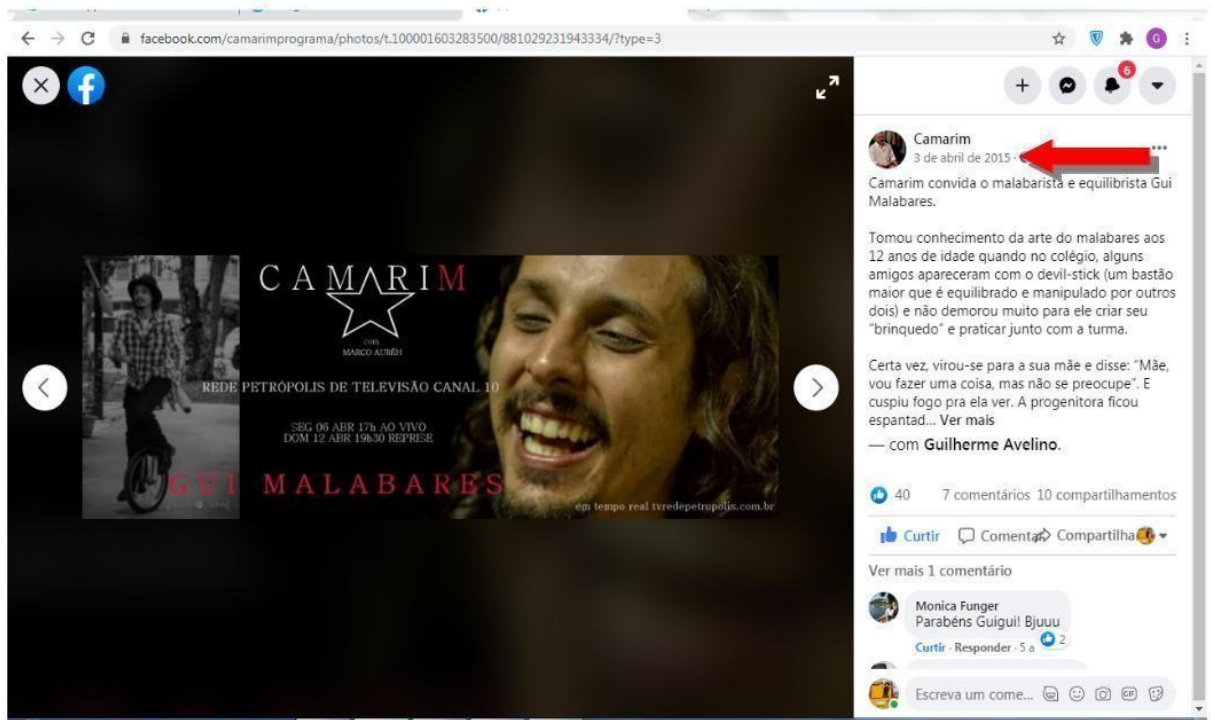 facebook.com/camarimprograma/photos/t.100001603283500/881029231943334/?type=3
G
6
Camarim
3 de abril de 2015 ·
Camarim convida o malabarista e equilibrista Gui
Malabares.
Tomou conhecimento da arte do malabares aos
12 anos de idade quando no colégio, alguns
amigos apareceram com o devil-stick (um bastão
maior que é equilibrado e manipulado por outros
dois) e não demorou muito para ele criar seu
"brinquedo" e praticar junto com a turma.
Certa vez, virou-se para a sua mãe e disse: "Mãe,
vou fazer uma coisa, mas não se preocupe". E
cuspiu fogo pra ela ver. A progenitora ficou
espantad... Ver mais
— com Guilherme Avelino.
40 7 comentários 10 compartilhamentos
Curtir Comentar Compartilha
Ver mais 1 comentário
Monica Funger
Parabéns Guigui! Bjuuu
2
Curtir · Responder · 5 a
Escreva um come... GIF
CAMARIM
com
MARCO AURÊH
REDE PETRÓPOLIS DE TELEVISÃO CANAL 10
SEG 06 ABR 17h AO VIVO
DOM 12 ABR 19h30 REPRISE
GUI MALABARES
em tempo real tvredepetropolis.com.br